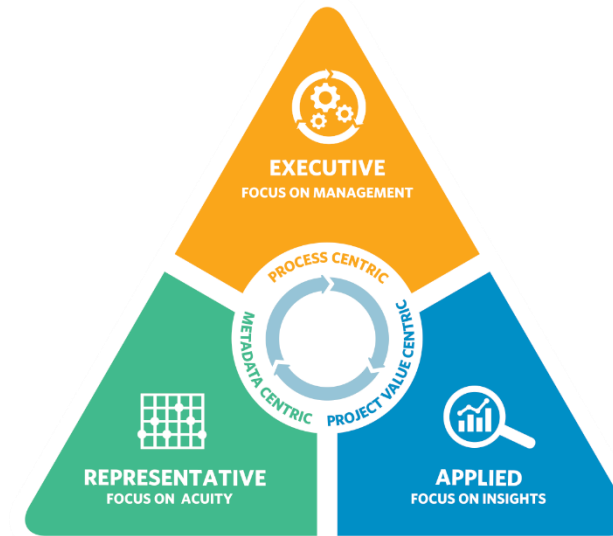 EXECUTIVE
FOCUS ON MANAGEMENT
PROCESS CENTRIC
METADATA CENTRIC
PROJECT VALUE CENTRIC
REPRESENTATIVE
FOCUS ON ACUITY
APPLIED
FOCUS ON INSIGHTS